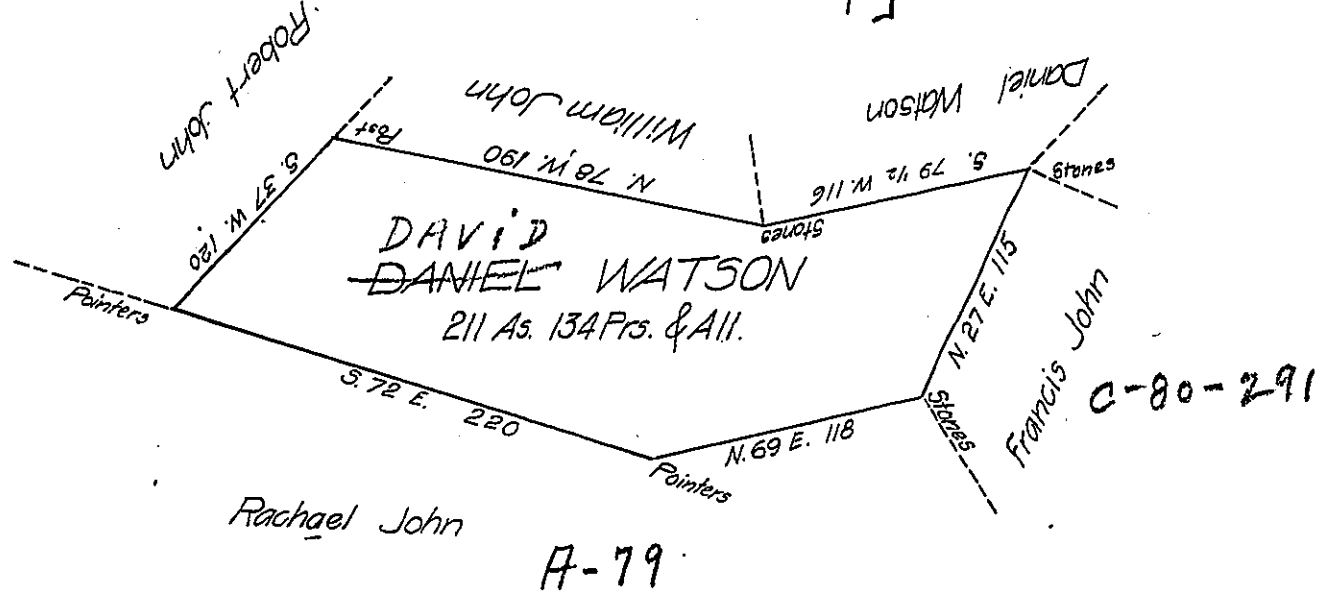 Robert John
William John
Daniel Watson
Post
N. 78 W. 190
S. 79 1/2 W. 116
Stones
Stones
S. 37 W. 120
DAViD
DANIEL WATSON
211 As. 134 Prs. & All.
N. 27 E. 115
Francis John
C-80-291
Pointers
S. 72 E. 220
N. 69 E. 118
Stones
Pointers
Rachael John
A-79